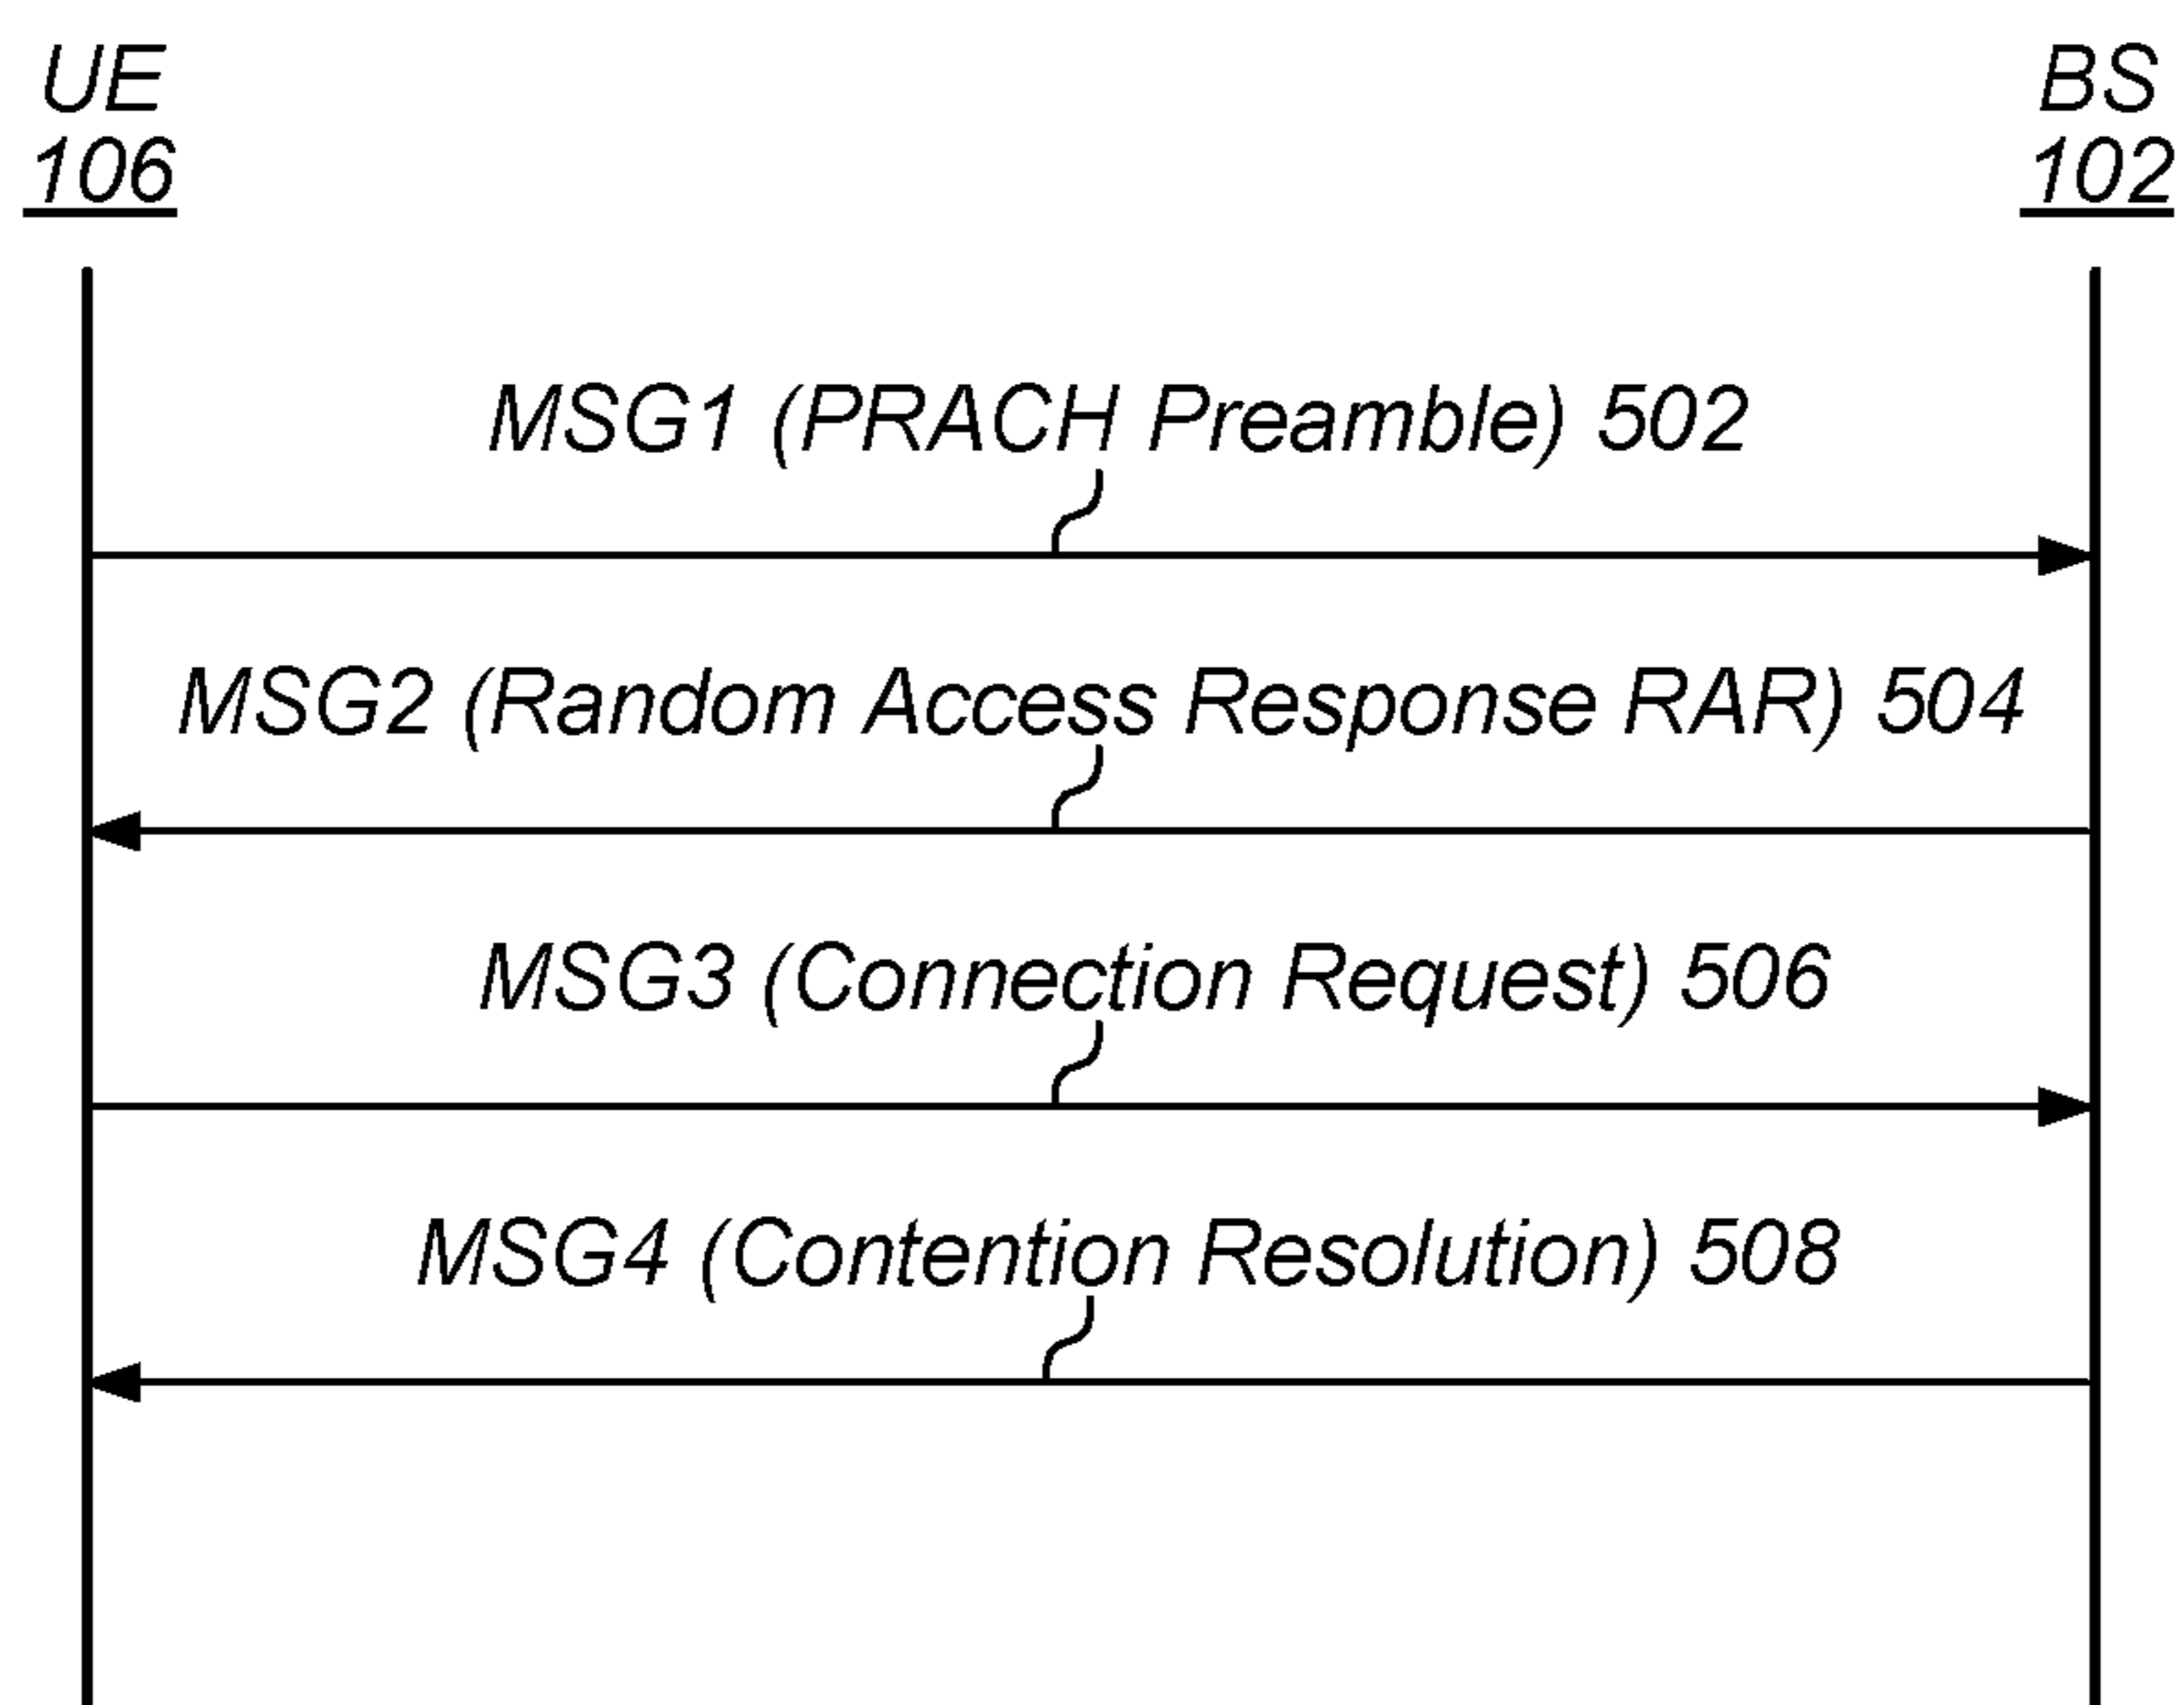 UE
106
BS
102
MSG1 (PRACH Preamble) 502
MSG2 (Random Access Response RAR) 504
MSG3 (Connection Request) 506
MSG4 (Contention Resolution) 508